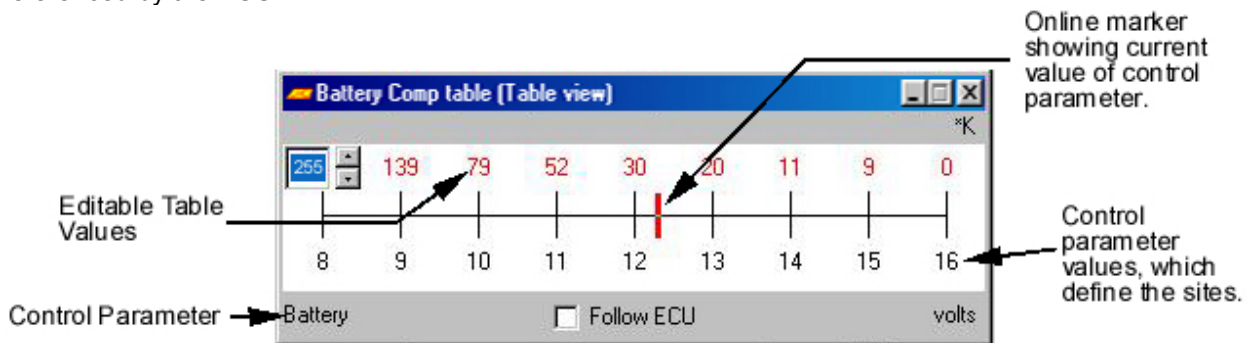 Online marker
showing current
value of control
parameter.
Battery Comp table (Table view)
*K
255 139 79 52 30 20 11 9 0
Editable Table
Values
8 9 10 11 12 13 14 15 16
Control
parameter
values, which
define the sites.
Control Parameter
Battery Follow ECU volts